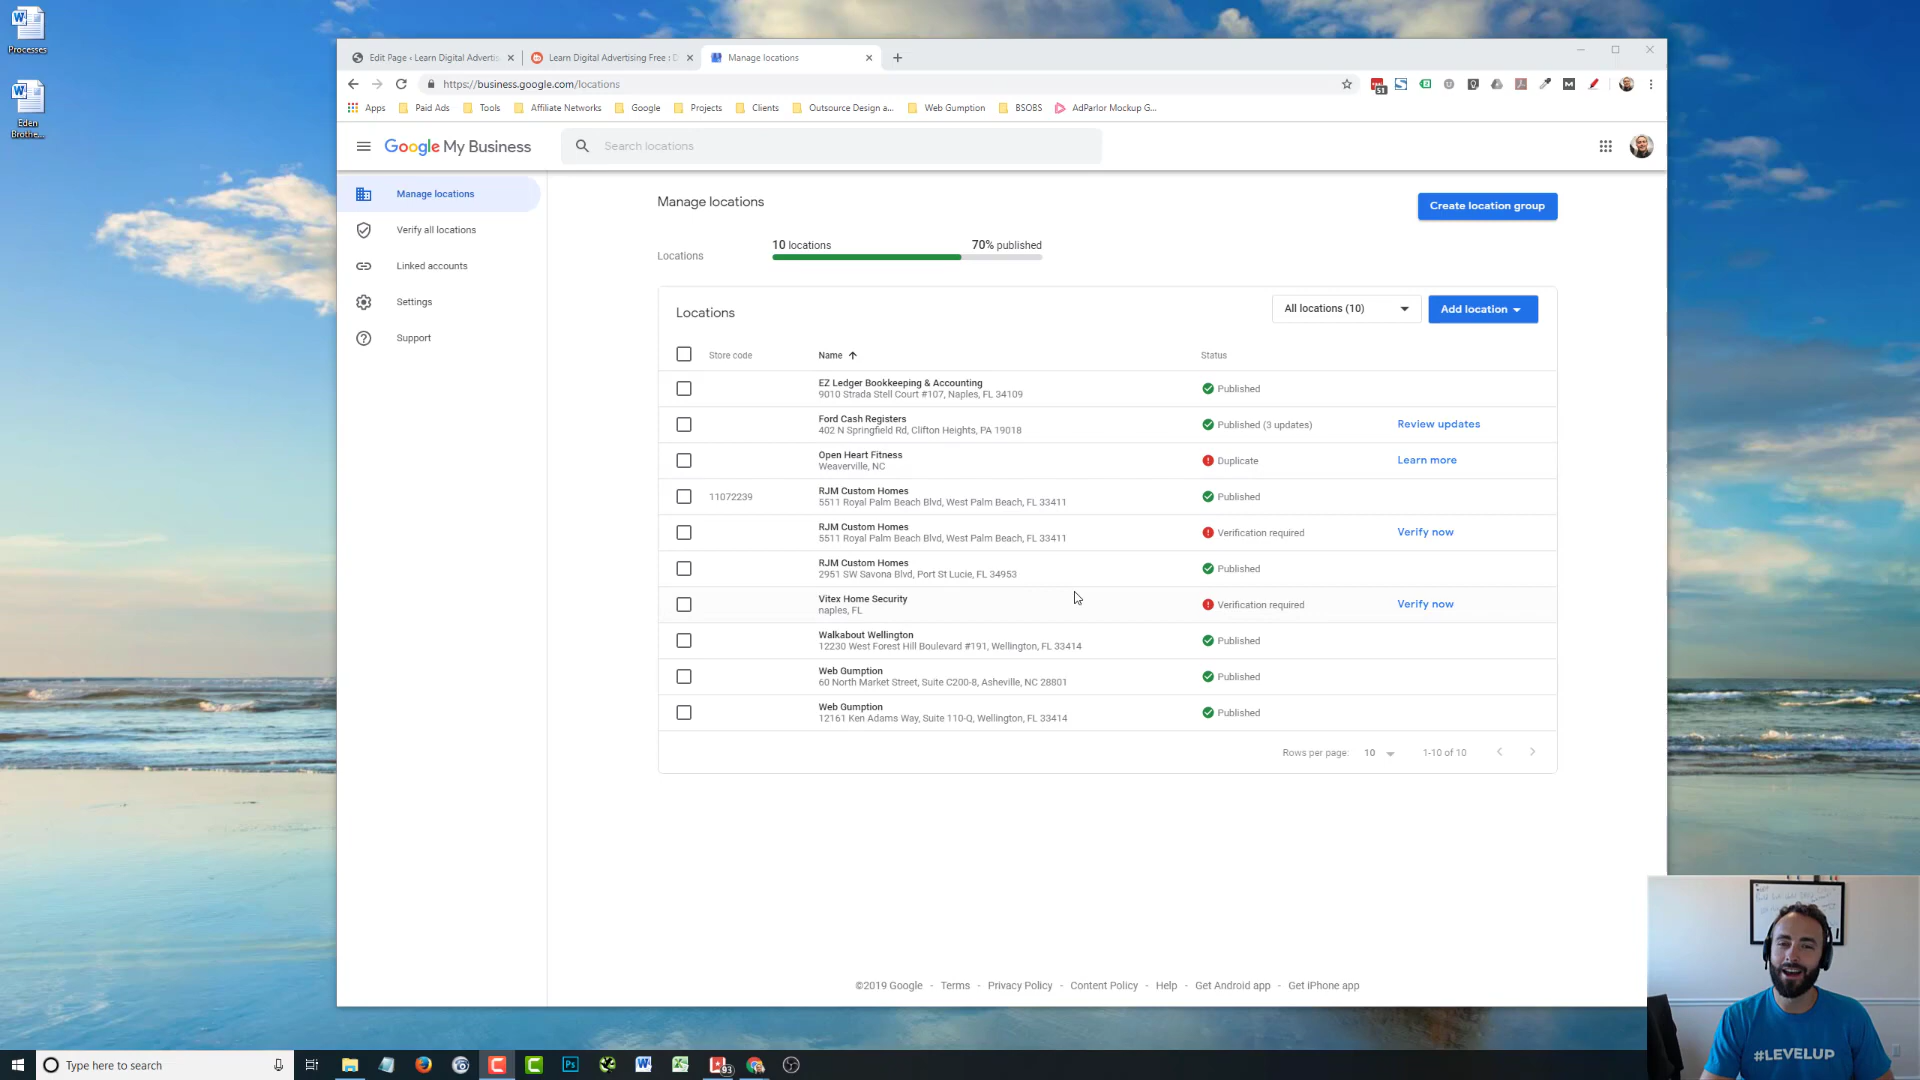 Processes
Eden
Brothe...
Edit Page ‹ Learn Digital Adverti
Learn Digital Advertising Free : D
Manage locations
https://business.google.com/locations
51
Apps
Paid Ads
Tools
Affiliate Networks
Google
Projects
Clients
Outsource Design a...
Web Gumption
BSOBS
AdParlor Mockup G...
Google My Business
Search locations
Manage locations
Verify all locations
Linked accounts
Settings
Support
Manage locations
Create location group
Locations
10 locations
70% published
Locations
All locations (10)
Add location
Store code
Name
Status
EZ Ledger Bookkeeping & Accounting
9010 Strada Stell Court #107, Naples, FL 34109
Published
Ford Cash Registers
402 N Springfield Rd, Clifton Heights, PA 19018
Published (3 updates)
Review updates
Open Heart Fitness
Weaverville, NC
Duplicate
Learn more
11072239
RJM Custom Homes
5511 Royal Palm Beach Blvd, West Palm Beach, FL 33411
Published
RJM Custom Homes
5511 Royal Palm Beach Blvd, West Palm Beach, FL 33411
Verification required
Verify now
RJM Custom Homes
2951 SW Savona Blvd, Port St Lucie, FL 34953
Published
Vitex Home Security
naples, FL
Verification required
Verify now
Walkabout Wellington
12230 West Forest Hill Boulevard #191, Wellington, FL 33414
Published
Web Gumption
60 North Market Street, Suite C200-8, Asheville, NC 28801
Published
Web Gumption
12161 Ken Adams Way, Suite 110-Q, Wellington, FL 33414
Published
Rows per page:
10
1-10 of 10
©2019 Google - Terms - Privacy Policy - Content Policy - Help - Get Android app - Get iPhone app
#LEVELUP
Type here to search
Ps
93